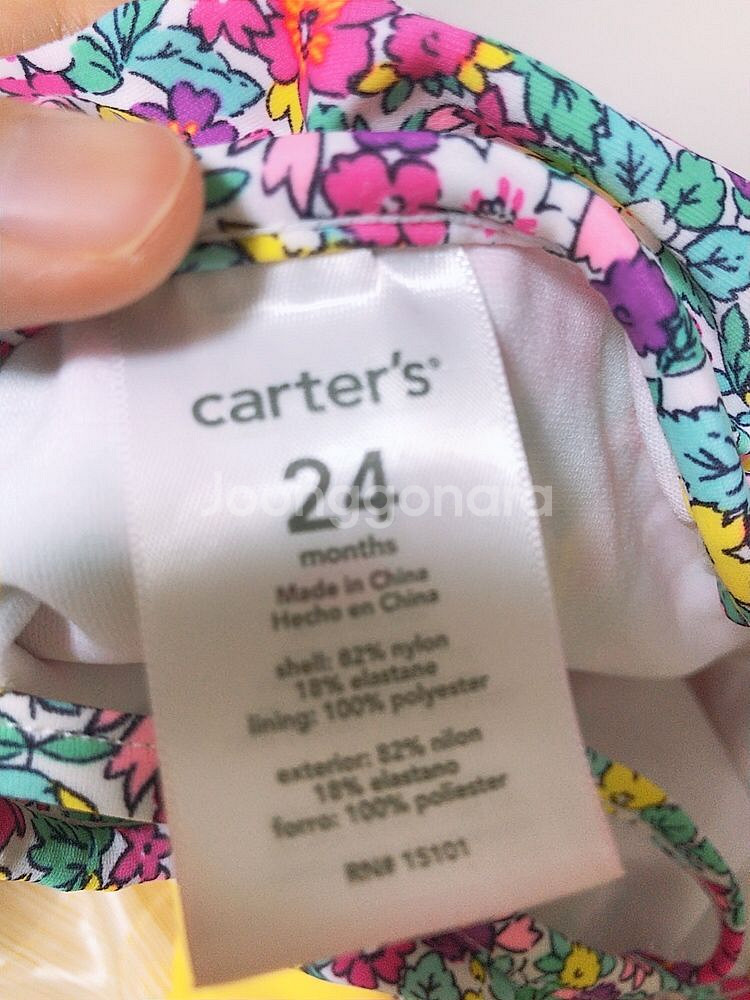 carter's®
24
Joonggonara
months
Made in China
Hecho en China
shell: 82% nylon
18% elastane
lining: 100% polyester
exterior: 82% nilon
18% elastano
forro: 100% poliester
RN# 15101